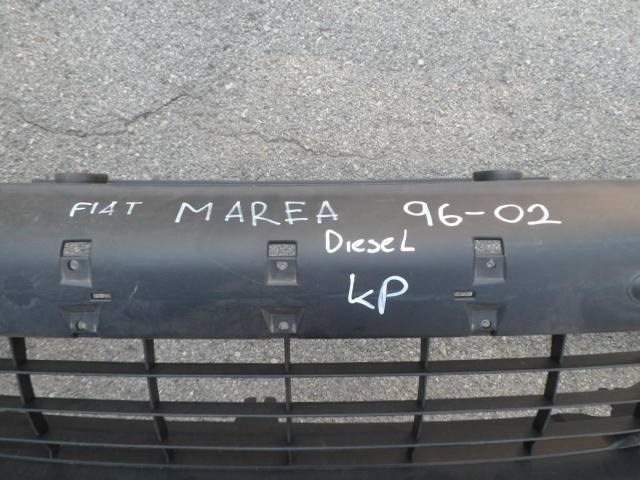 FIAT MAREA 96-02
DieseL
KP